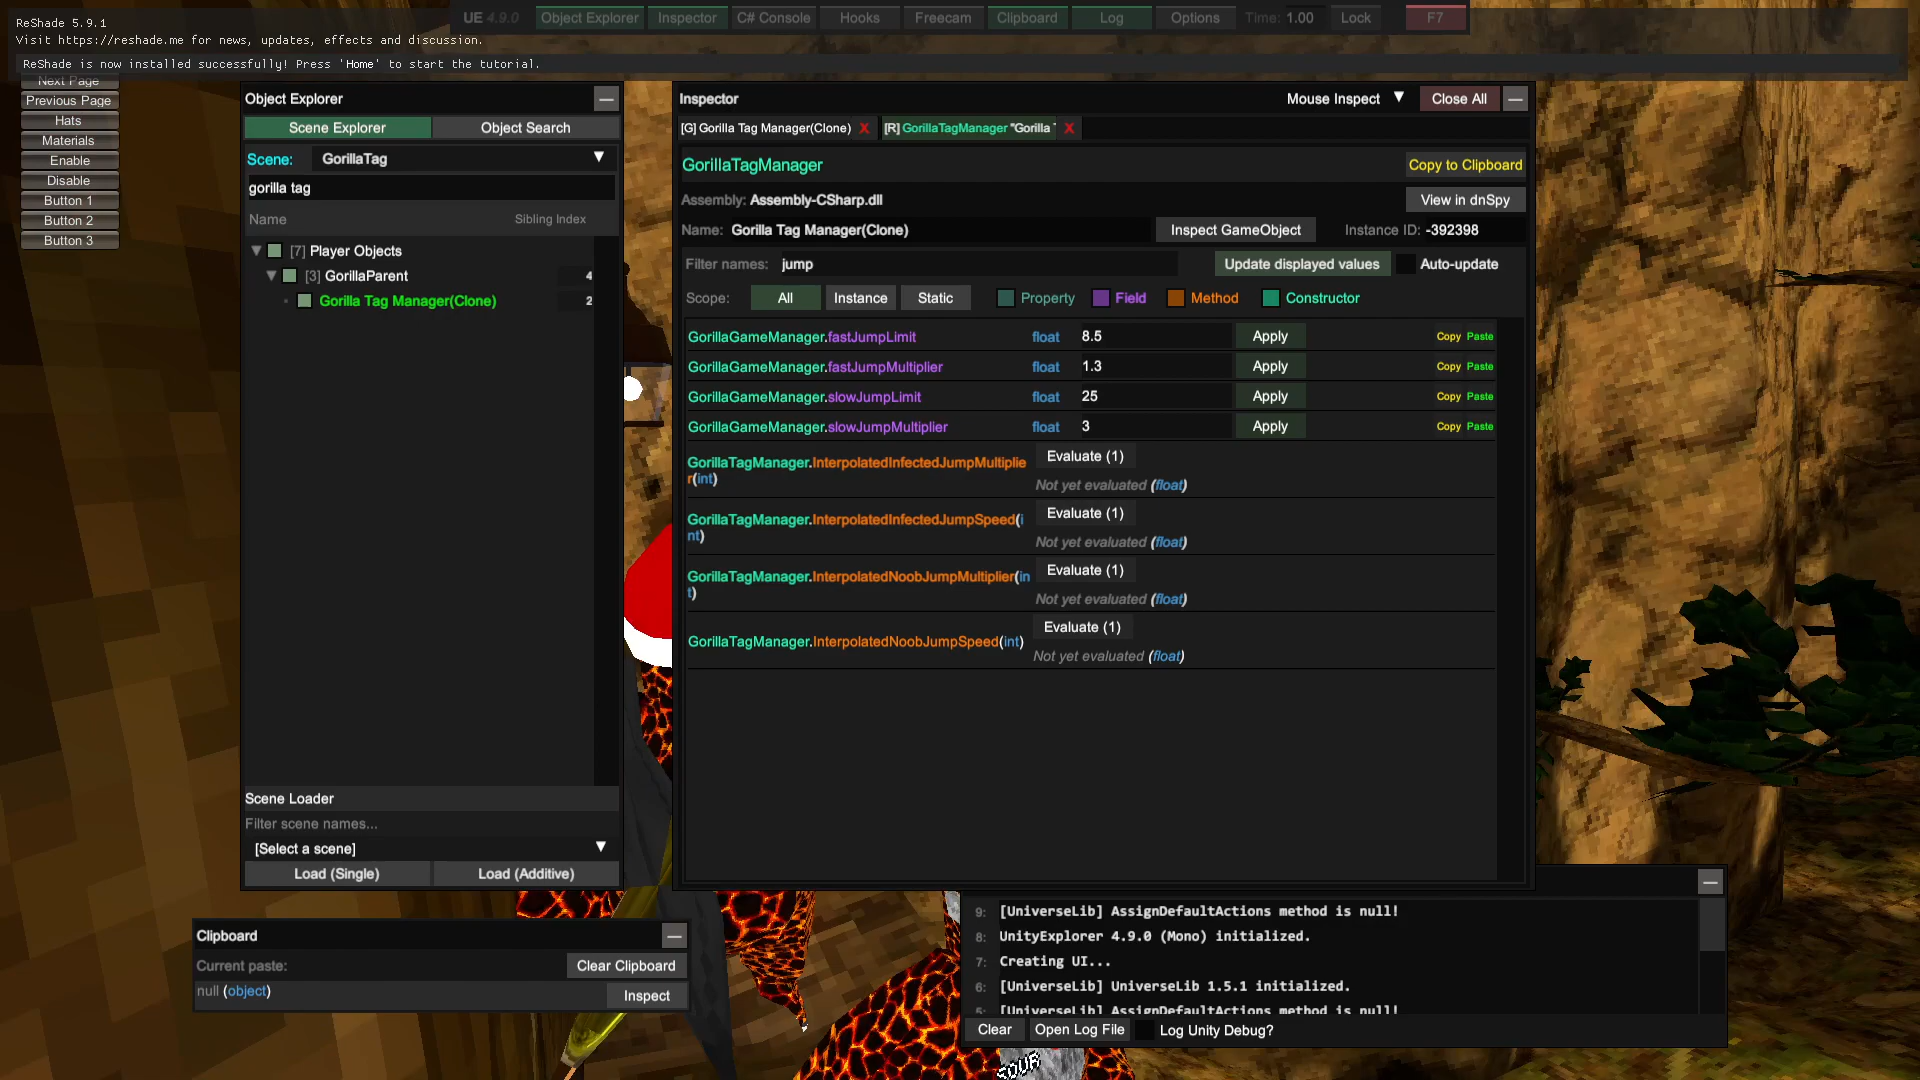 ReShade 5.9.1
Visit https://reshade.me for news, updates, effects and discussion.
ReShade is now installed successfully! Press 'Home' to start the tutorial.
UE 4.9.0 Object Explorer Inspector C# Console Hooks Freecam Clipboard Log Options Time: 1.00 Lock F7
Next Page
Previous Page
Hats
Materials
Enable
Disable
Button 1
Button 2
Button 3
Object Explorer
Scene Explorer Object Search
Scene: GorillaTag
gorilla tag
Name Sibling Index
[7] Player Objects
[3] GorillaParent 4
Gorilla Tag Manager(Clone) 2
Scene Loader
Filter scene names...
[Select a scene]
Load (Single) Load (Additive)
Inspector Mouse Inspect Close All
[G] Gorilla Tag Manager(Clone) X [R] GorillaTagManager "Gorilla X
GorillaTagManager Copy to Clipboard
Assembly: Assembly-CSharp.dll View in dnSpy
Name: Gorilla Tag Manager(Clone) Inspect GameObject Instance ID: -392398
Filter names: jump Update displayed values Auto-update
Scope: All Instance Static Property Field Method Constructor
GorillaGameManager.fastJumpLimit float 8.5 Apply Copy Paste
GorillaGameManager.fastJumpMultiplier float 1.3 Apply Copy Paste
GorillaGameManager.slowJumpLimit float 25 Apply Copy Paste
GorillaGameManager.slowJumpMultiplier float 3 Apply Copy Paste
GorillaTagManager.InterpolatedInfectedJumpMultiplie
r(int)
Evaluate (1)
Not yet evaluated (float)
GorillaTagManager.InterpolatedInfectedJumpSpeed(i
nt)
Evaluate (1)
Not yet evaluated (float)
GorillaTagManager.InterpolatedNoobJumpMultiplier(in
t)
Evaluate (1)
Not yet evaluated (float)
GorillaTagManager.InterpolatedNoobJumpSpeed(int)
Evaluate (1)
Not yet evaluated (float)
Clipboard
Current paste: Clear Clipboard
null (object) Inspect
9: [UniverseLib] AssignDefaultActions method is null!
8: UnityExplorer 4.9.0 (Mono) initialized.
7: Creating UI...
6: [UniverseLib] UniverseLib 1.5.1 initialized.
5: [UniverseLib] AssignDefaultActions method is null!
Clear Open Log File Log Unity Debug?